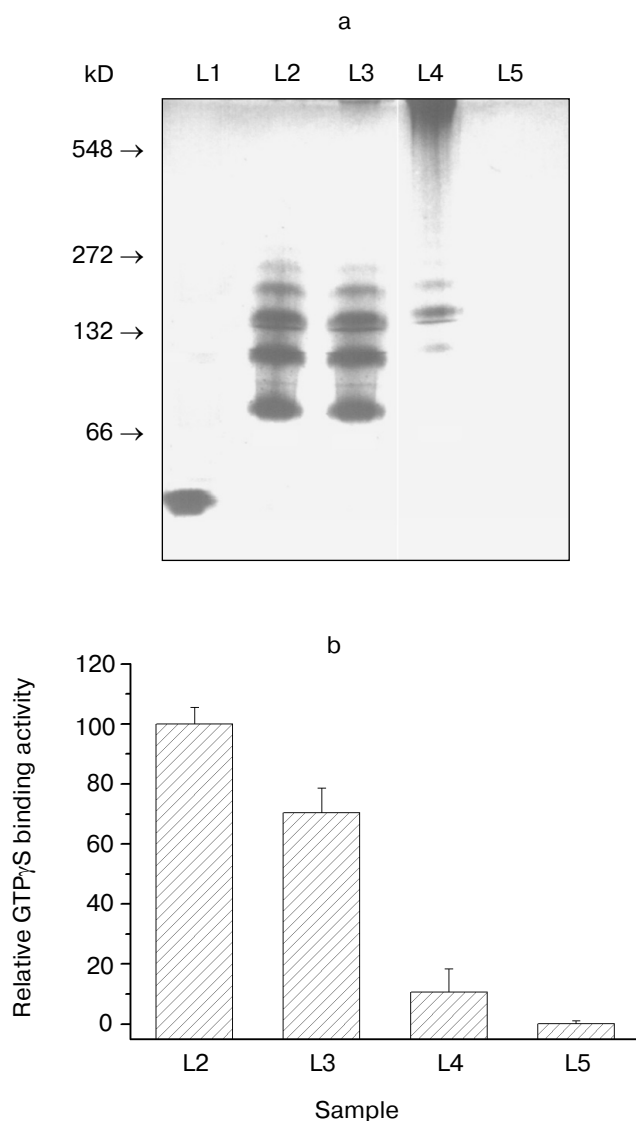 a
kD L1 L2 L3 L4 L5
548 →
272 →
132 →
66 →
b
120
100
80
60
40
20
0
Relative GTPγS binding activity
L2 L3 L4 L5
Sample